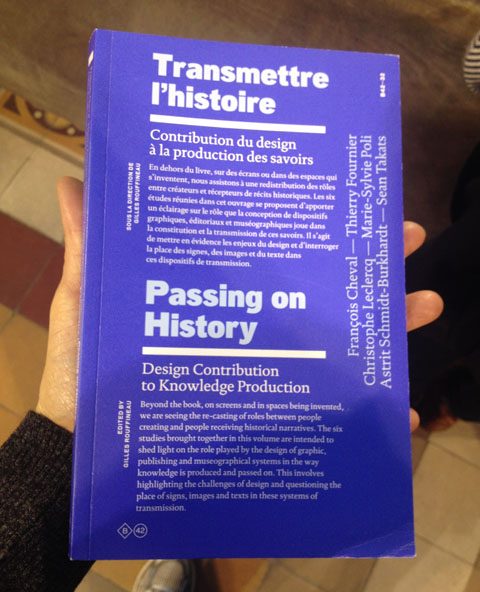 Transmettre
l'histoire
Contribution du design
à la production des savoirs
SOUS LA DIRECTION DE
GILLES ROUFFINEAU
En dehors du livre, sur des écrans ou dans des espaces qui
s'inventent, nous assistons à une redistribution des rôles
entre créateurs et récepteurs de récits historiques. Les six
études réunies dans cet ouvrage se proposent d'apporter
un éclairage sur le rôle que la conception de dispositifs
graphiques, éditoriaux et muséographiques joue dans
la constitution et la transmission de ces savoirs. Il s'agit
de mettre en évidence les enjeux du design et d'interroger
la place des signes, des images et du texte dans
ces dispositifs de transmission.
Passing on
History
Design Contribution
to Knowledge Production
EDITED BY
GILLES ROUFFINEAU
Beyond the book, on screens and in spaces being invented,
we are seeing the re-casting of roles between people
creating and people receiving historical narratives. The six
studies brought together in this volume are intended to
shed light on the role played by the design of graphic,
publishing and museographical systems in the way
knowledge is produced and passed on. This involves
highlighting the challenges of design and questioning the
place of signs, images and texts in these systems of
transmission.
B 42
François Cheval — Thierry Fournier
Christophe Leclercq — Marie-Sylvie Poli
Astrit Schmidt-Burkhardt — Sean Takats